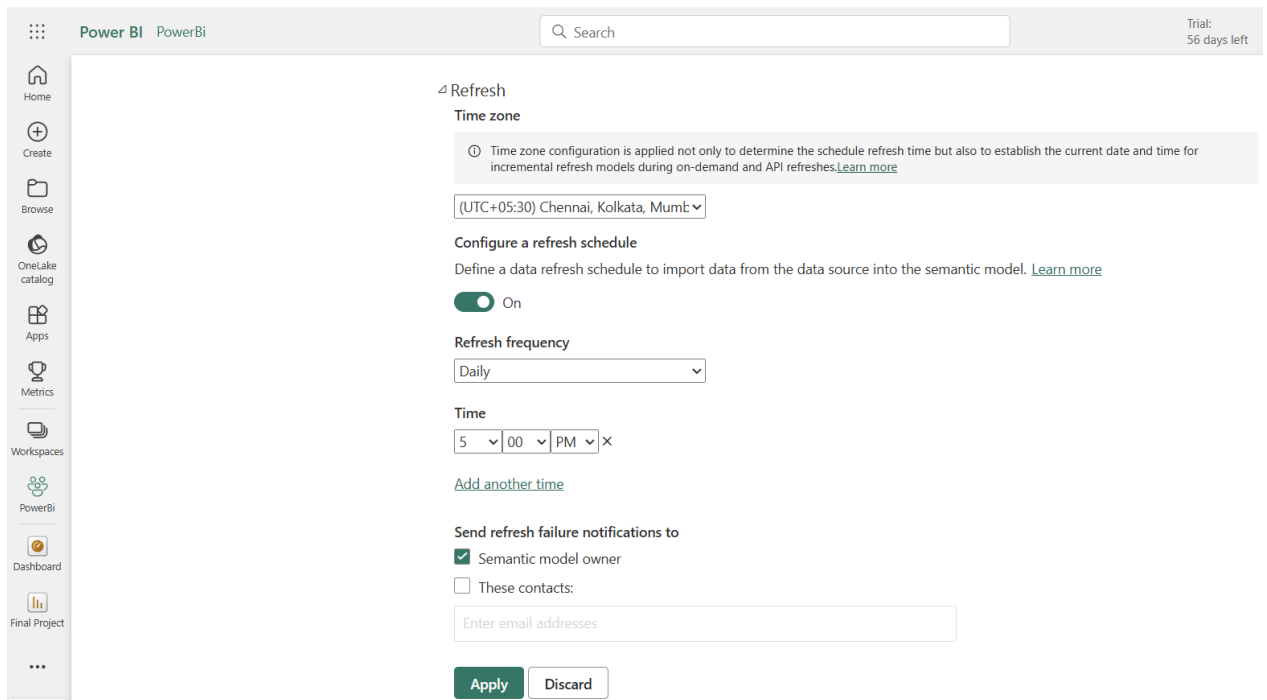 Power BI PowerBi
Search
Trial:
56 days left
Home
Create
Browse
OneLake
catalog
Apps
Metrics
Workspaces
PowerBi
Dashboard
Final Project
Refresh
Time zone
Time zone configuration is applied not only to determine the schedule refresh time but also to establish the current date and time for
incremental refresh models during on-demand and API refreshes.Learn more
(UTC+05:30) Chennai, Kolkata, Mumb
Configure a refresh schedule
Define a data refresh schedule to import data from the data source into the semantic model. Learn more
On
Refresh frequency
Daily
Time
5 00 PM
Add another time
Send refresh failure notifications to
Semantic model owner
These contacts:
Enter email addresses
Apply Discard